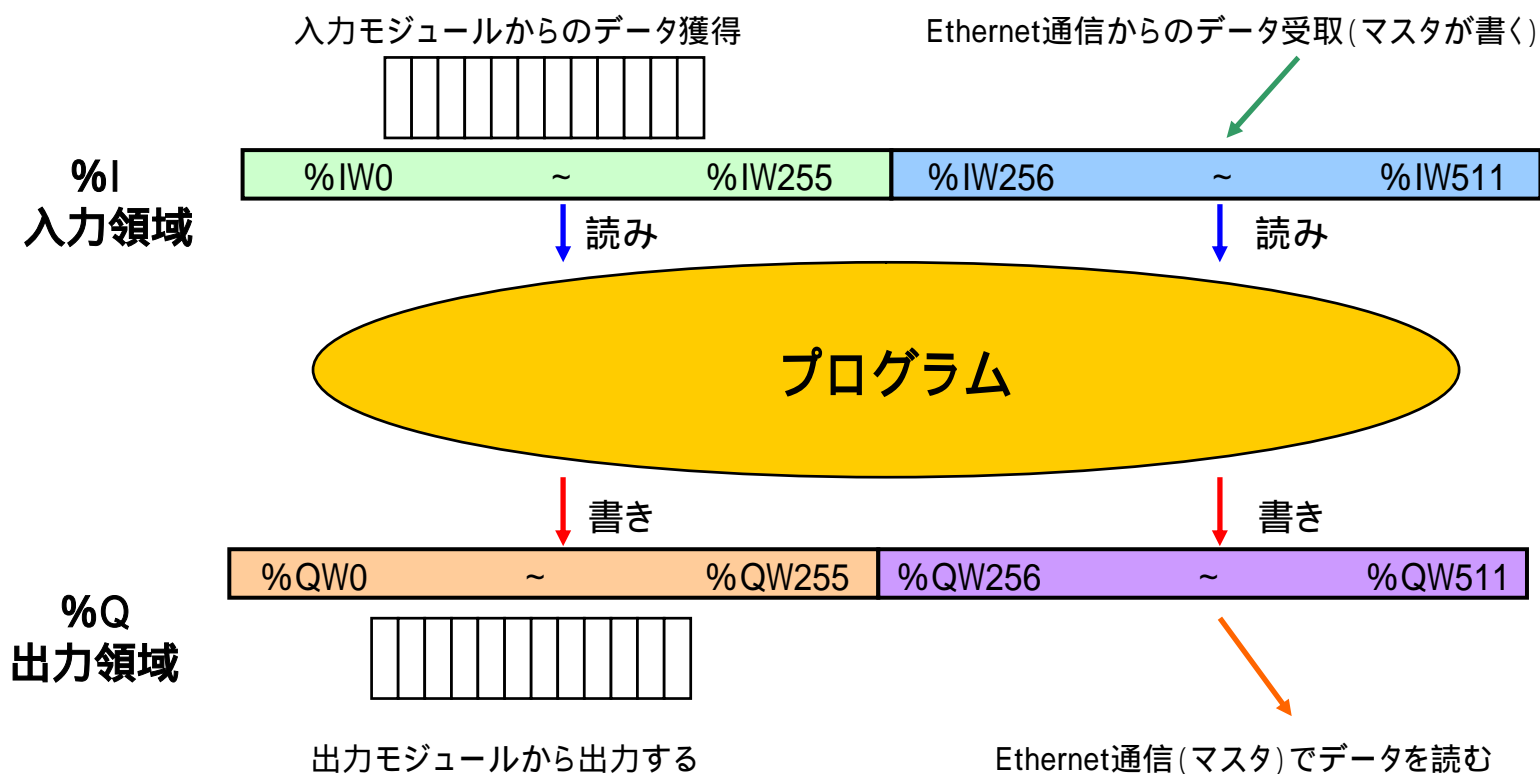 入力モジュールからのデータ獲得
Ethernet通信からのデータ受取(マスタが書く)
%I
入力領域
%IW0 ~ %IW255 %IW256 ~ %IW511
読み 読み
プログラム
書き 書き
%Q
出力領域
%QW0 ~ %QW255 %QW256 ~ %QW511
出力モジュールから出力する
Ethernet通信(マスタ)でデータを読む